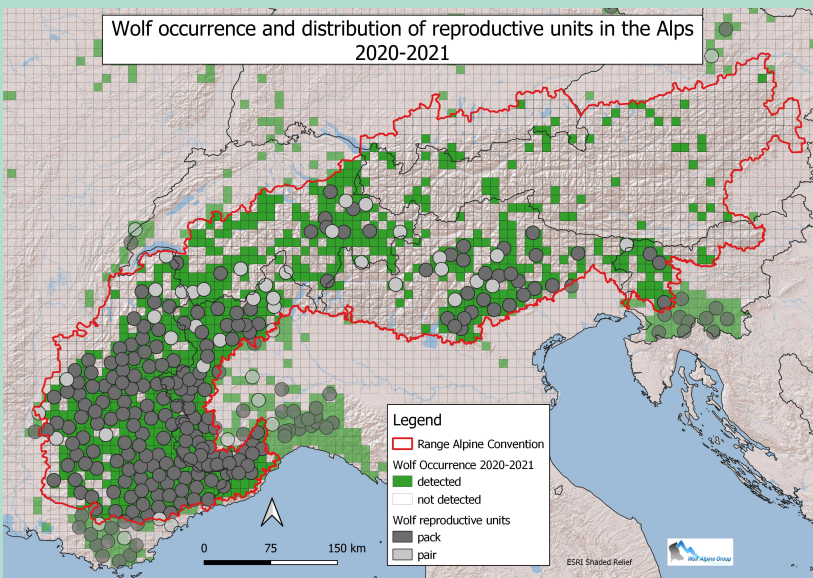 Wolf occurrence and distribution of reproductive units in the Alps
2020-2021
Legend
Range Alpine Convention
Wolf Occurrence 2020-2021
detected
not detected
Wolf reproductive units
pack
pair
0 75 150 km
ESRI Shaded Relief
Wolf Alpine Group